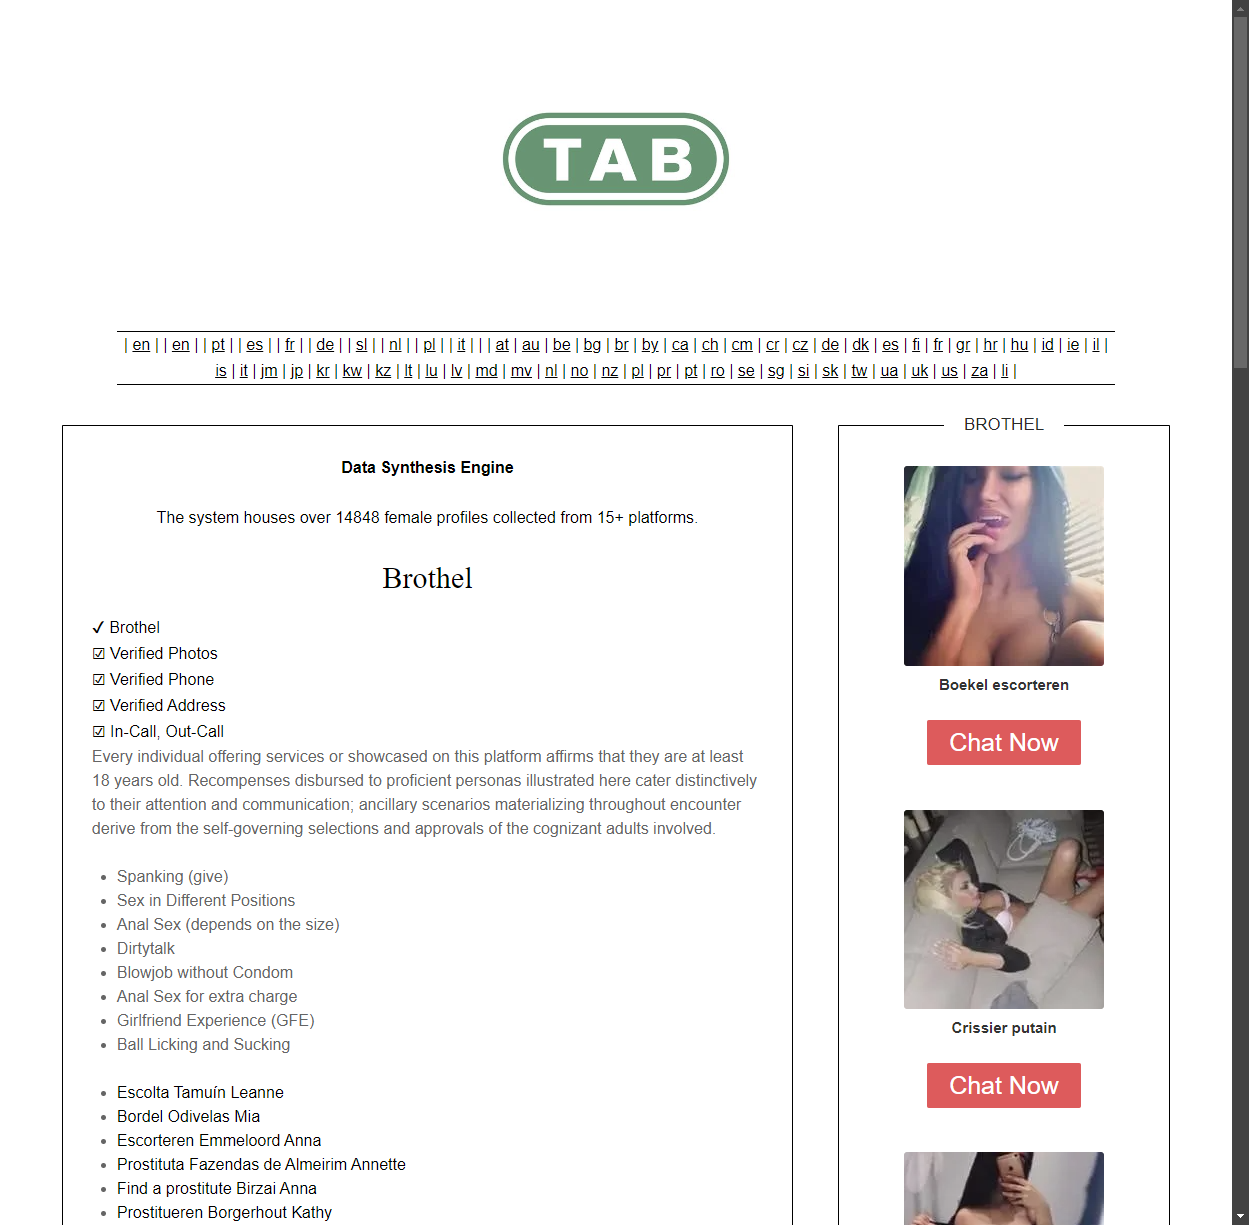 TAB
| en | | en | | pt | | es | | fr | | de | | sl | | nl | | pl | | it | | | at | au | be | bg | br | by | ca | ch | cm | cr | cz | de | dk | es | fi | fr | gr | hr | hu | id | ie | il |
is | it | jm | jp | kr | kw | kz | lt | lu | lv | md | mv | nl | no | nz | pl | pr | pt | ro | se | sg | si | sk | tw | ua | uk | us | za | li |
Data Synthesis Engine
The system houses over 14848 female profiles collected from 15+ platforms.
Brothel
✔ Brothel
☑ Verified Photos
☑ Verified Phone
☑ Verified Address
☑ In-Call, Out-Call
Every individual offering services or showcased on this platform affirms that they are at least
18 years old. Recompenses disbursed to proficient personas illustrated here cater distinctively
to their attention and communication; ancillary scenarios materializing throughout encounter
derive from the self-governing selections and approvals of the cognizant adults involved.
• Spanking (give)
• Sex in Different Positions
• Anal Sex (depends on the size)
• Dirtytalk
• Blowjob without Condom
• Anal Sex for extra charge
• Girlfriend Experience (GFE)
• Ball Licking and Sucking
• Escolta Tamuín Leanne
• Bordel Odivelas Mia
• Escorteren Emmeloord Anna
• Prostituta Fazendas de Almeirim Annette
• Find a prostitute Birzai Anna
• Prostitueren Borgerhout Kathy
BROTHEL
Boekel escorteren
Chat Now
Crissier putain
Chat Now